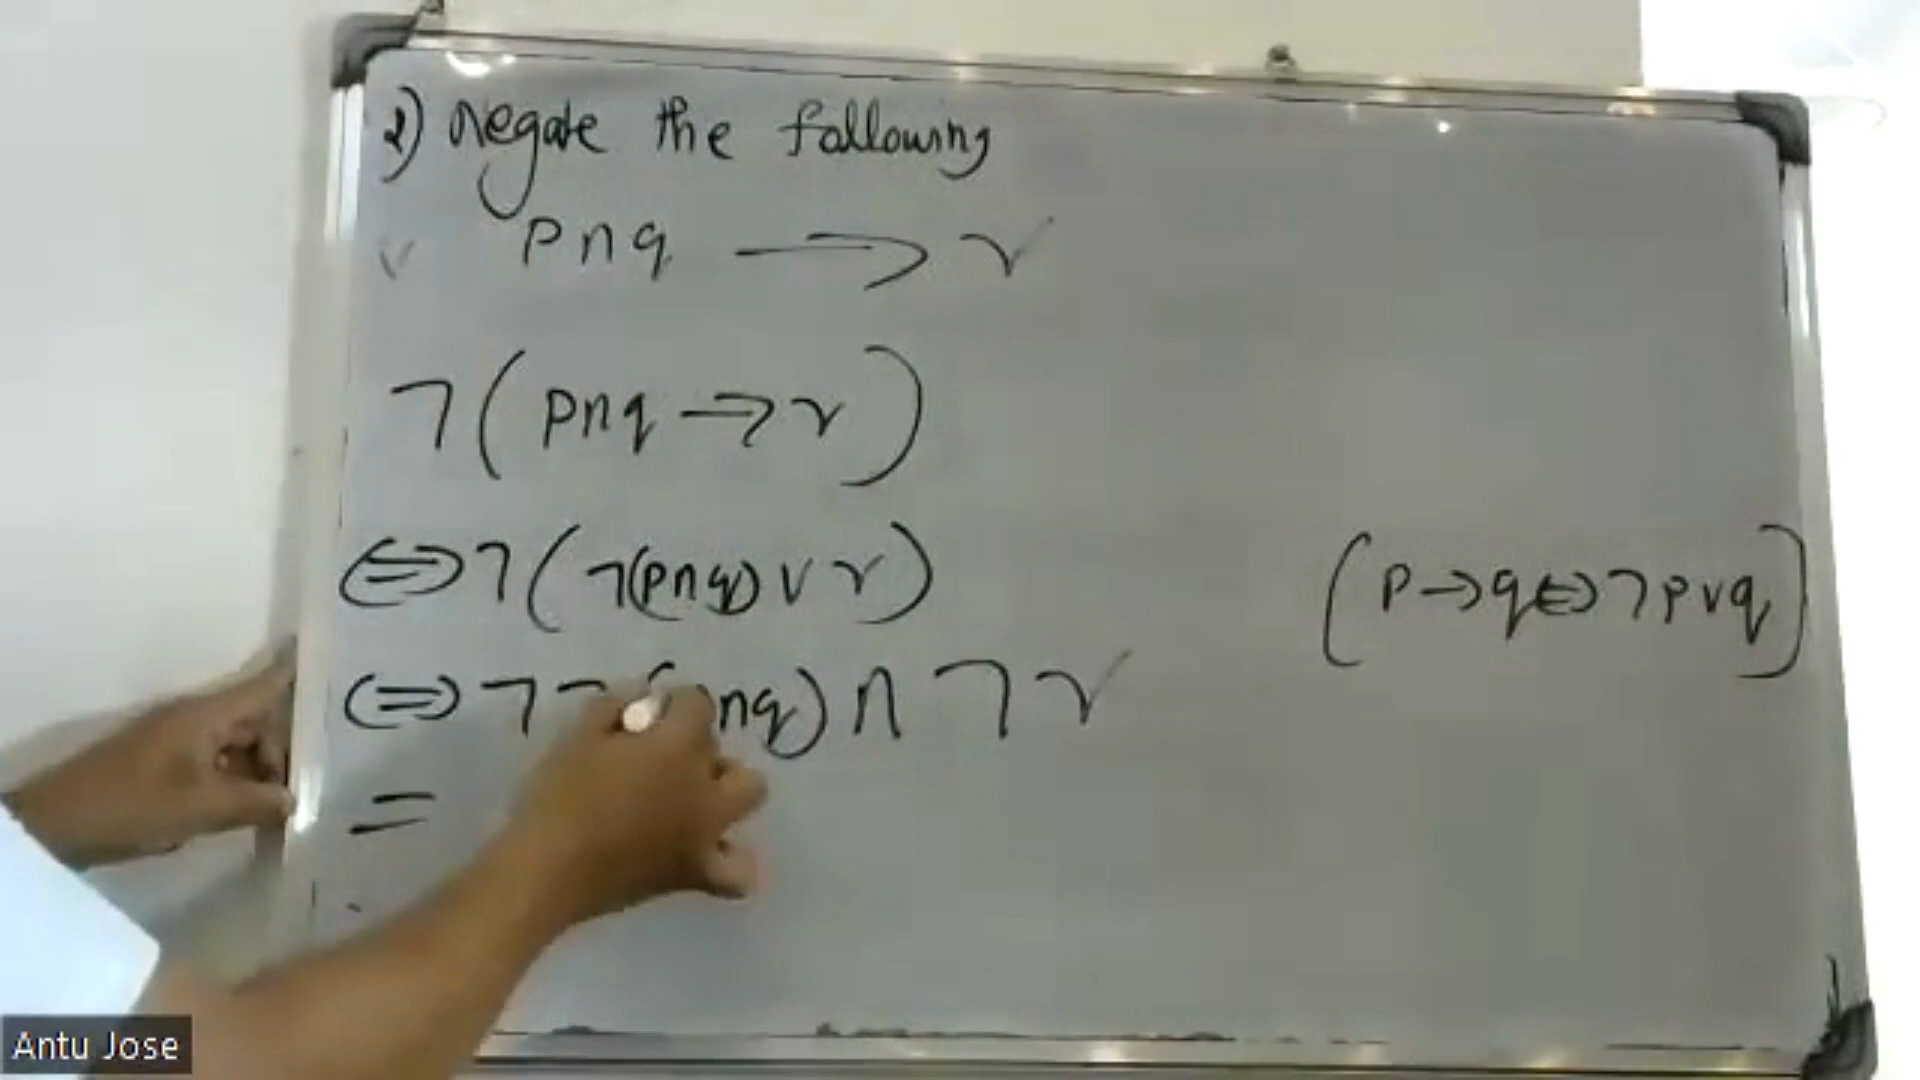 2) Negate the following
p∧q → r
¬(p∧q → r)
⇔ ¬(¬(p∧q) ∨ r)
(p→q ⇔ ¬p∨q)
⇔ ¬¬(p∧q) ∧ ¬r
=
Antu Jose